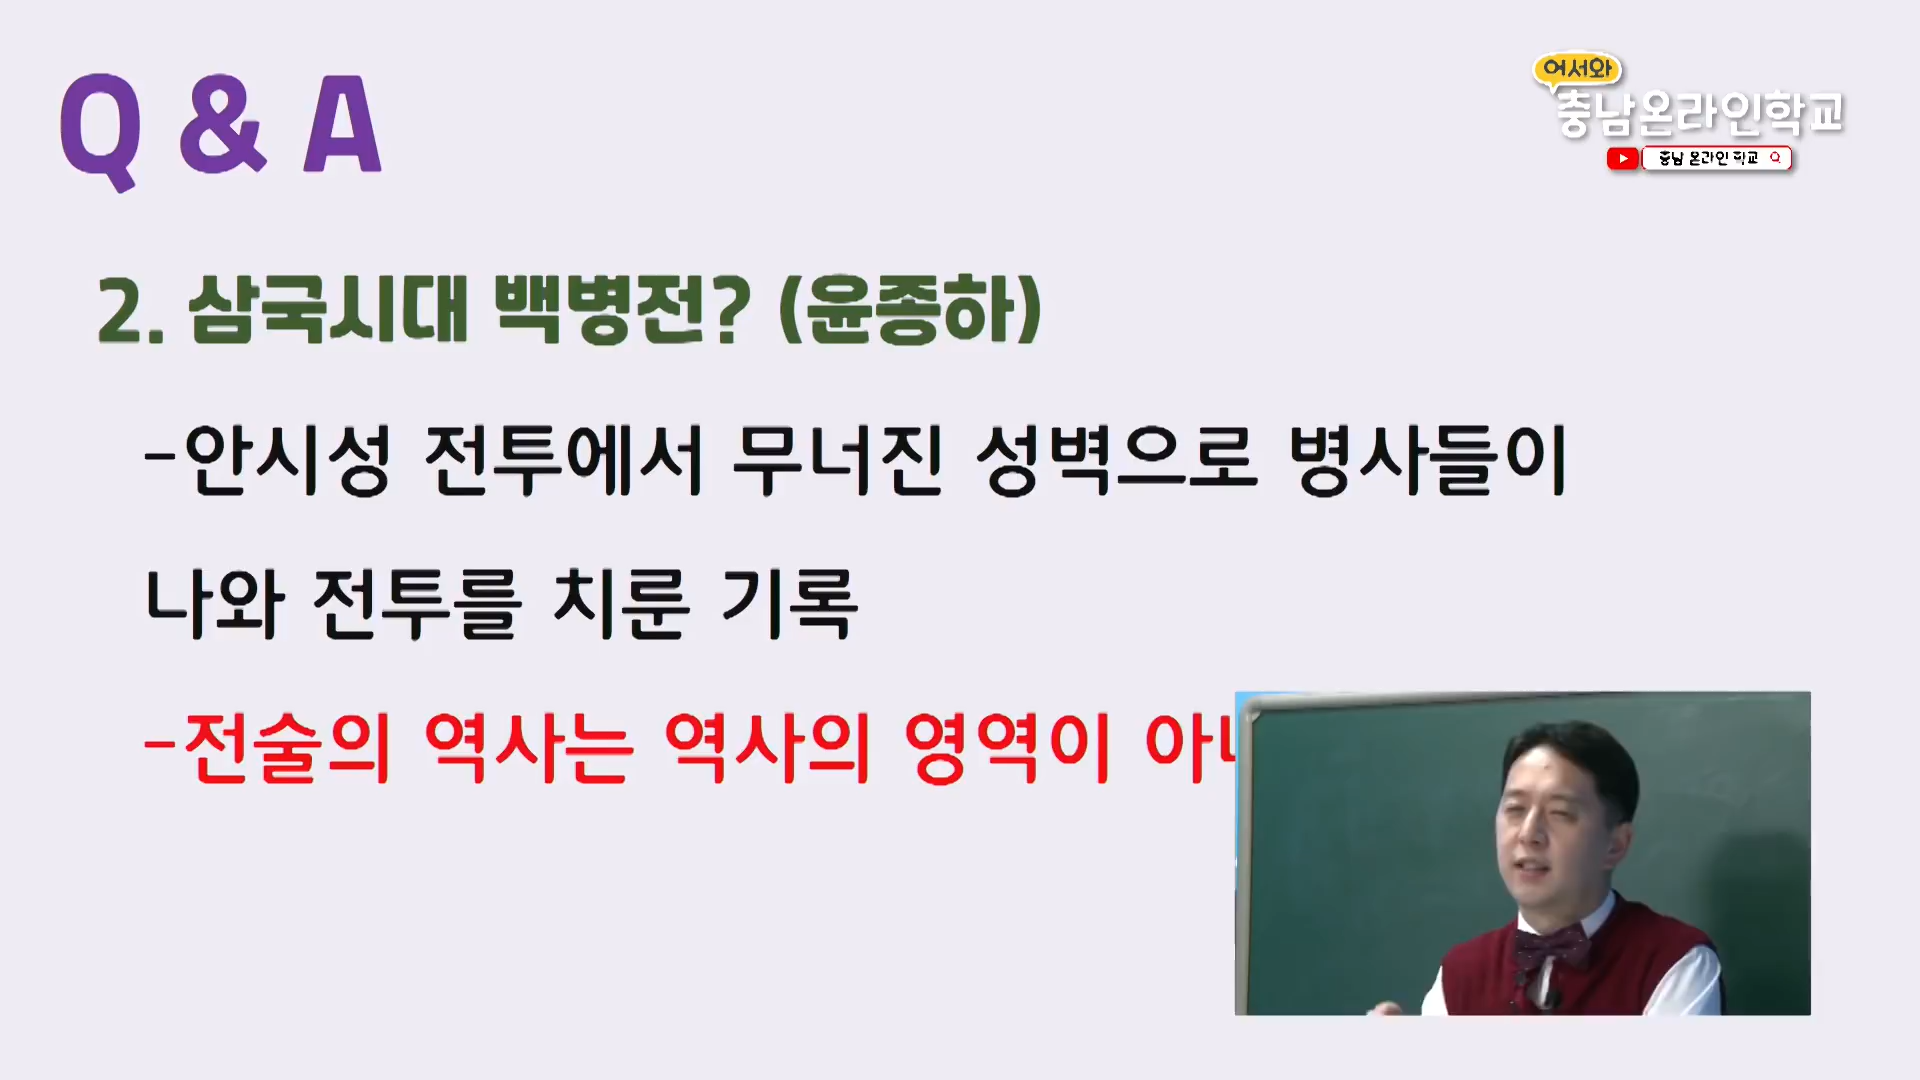 Q & A
어서와
충남온라인학교
충남 온라인 학교
2. 삼국시대 백병전? (윤종하)
-안시성 전투에서 무너진 성벽으로 병사들이
나와 전투를 치룬 기록
-전술의 역사는 역사의 영역이